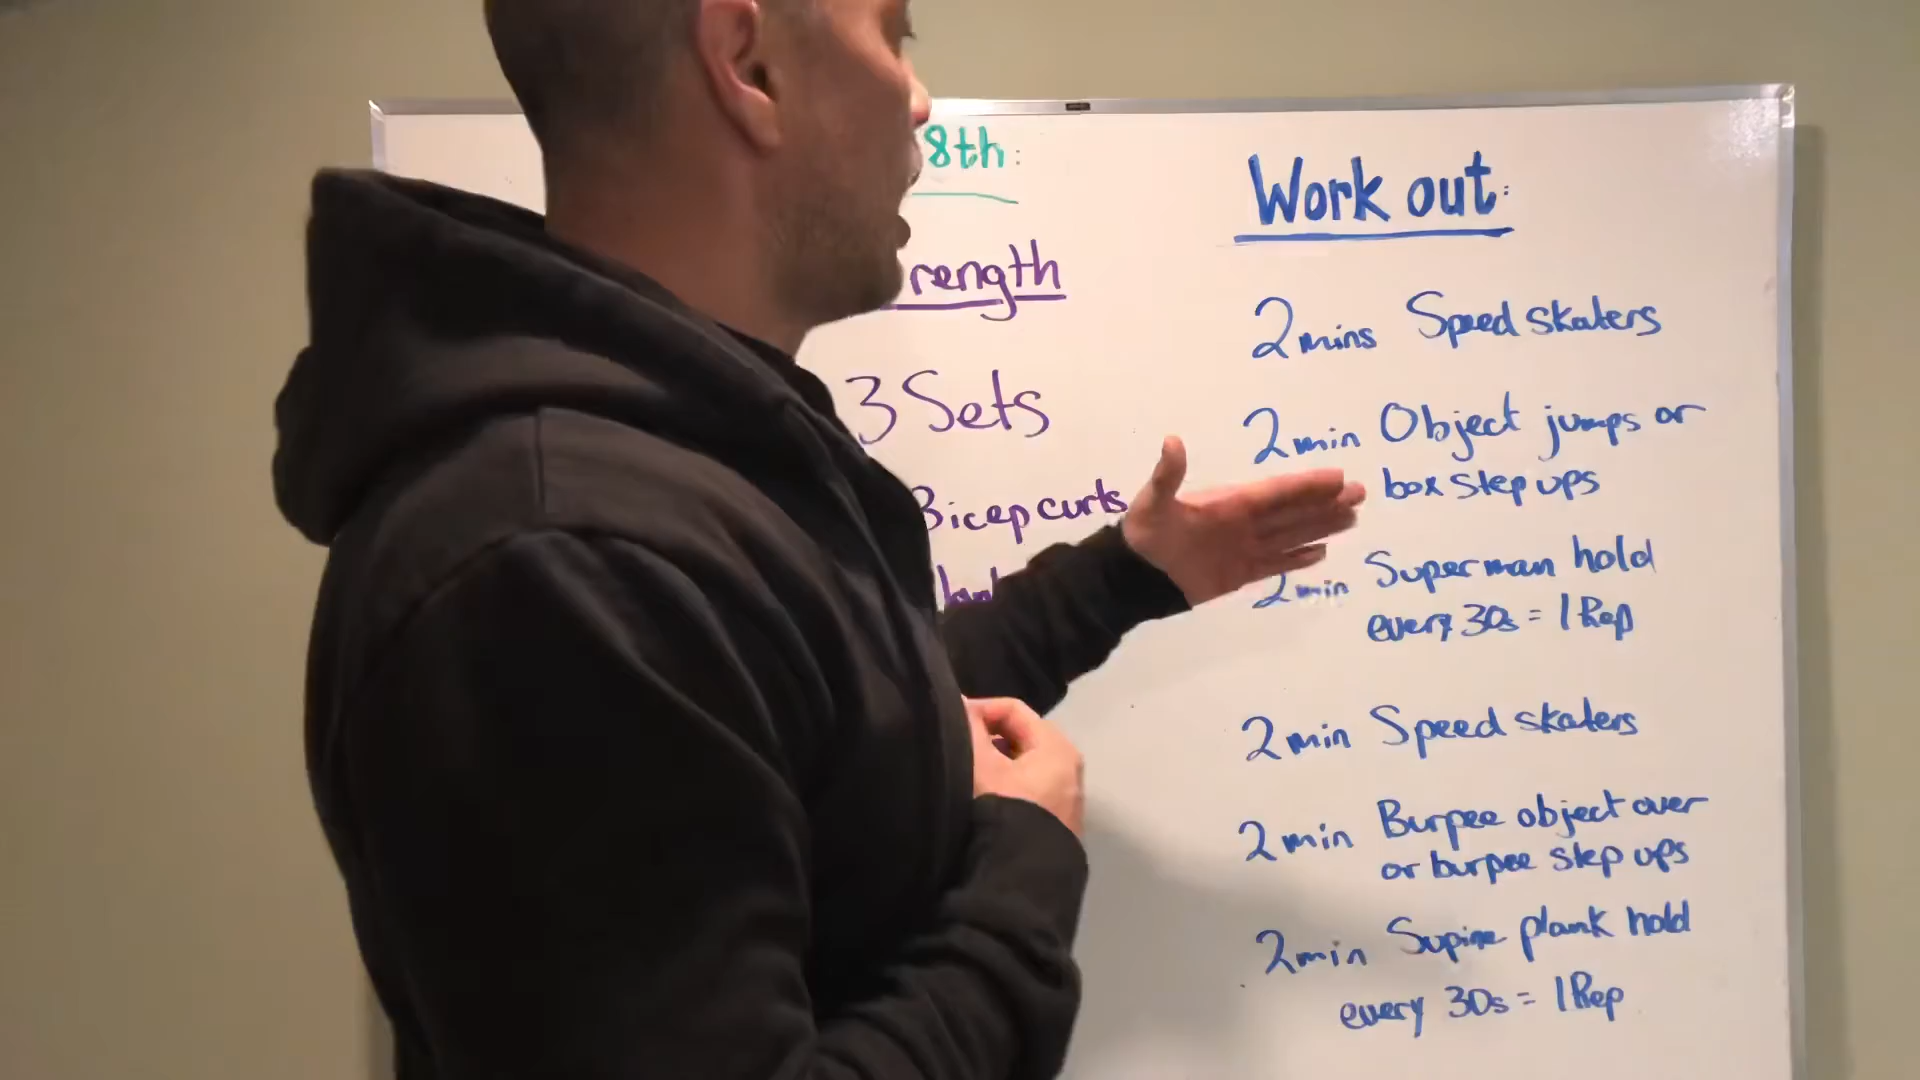 8th:
rength
3 Sets
Bicep curls
Work out:
2 mins Speed skaters
2 min Object jumps or
box step ups
2 min Superman hold
every 30s = 1 Rep
2 min Speed skaters
2 min Burpee object over
or burpee step ups
2 min Supine plank hold
every 30s = 1 Rep